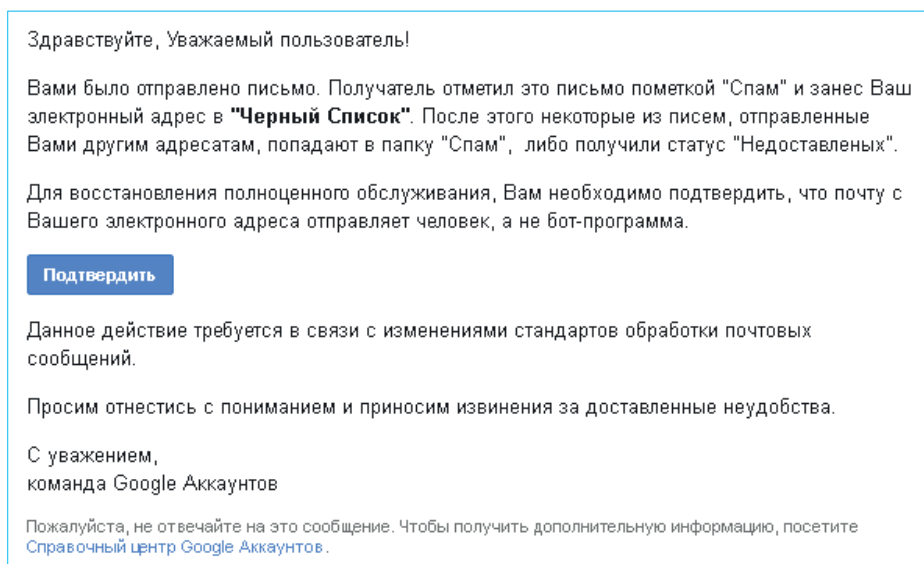 Здравствуйте, Уважаемый пользователь!
Вами было отправлено письмо. Получатель отметил это письмо пометкой "Спам" и занес Ваш
электронный адрес в "Черный Список". После этого некоторые из писем, отправленные
Вами другим адресатам, попадают в папку "Спам", либо получили статус "Недоставленых".
Для восстановления полноценного обслуживания, Вам необходимо подтвердить, что почту с
Вашего электронного адреса отправляет человек, а не бот-программа.
Подтвердить
Данное действие требуется в связи с изменениями стандартов обработки почтовых
сообщений.
Просим отнестись с пониманием и приносим извинения за доставленные неудобства.
С уважением,
команда Google Аккаунтов
Пожалуйста, не отвечайте на это сообщение. Чтобы получить дополнительную информацию, посетите
Справочный центр Google Аккаунтов.